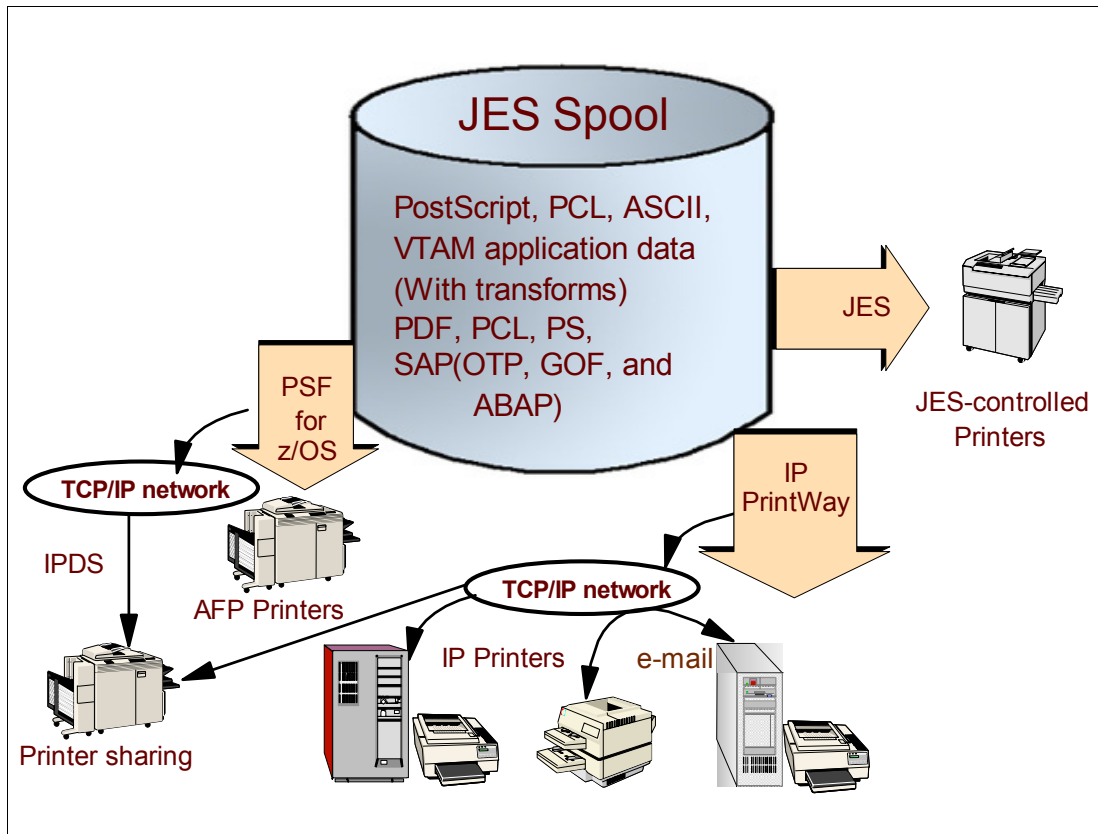 JES Spool
PostScript, PCL, ASCII,
VTAM application data
(With transforms)
PDF, PCL, PS,
SAP(OTP, GOF, and
ABAP)
JES
JES-controlled
Printers
PSF
for
z/OS
TCP/IP network
IPDS
AFP Printers
Printer sharing
IP
PrintWay
TCP/IP network
IP Printers
e-mail